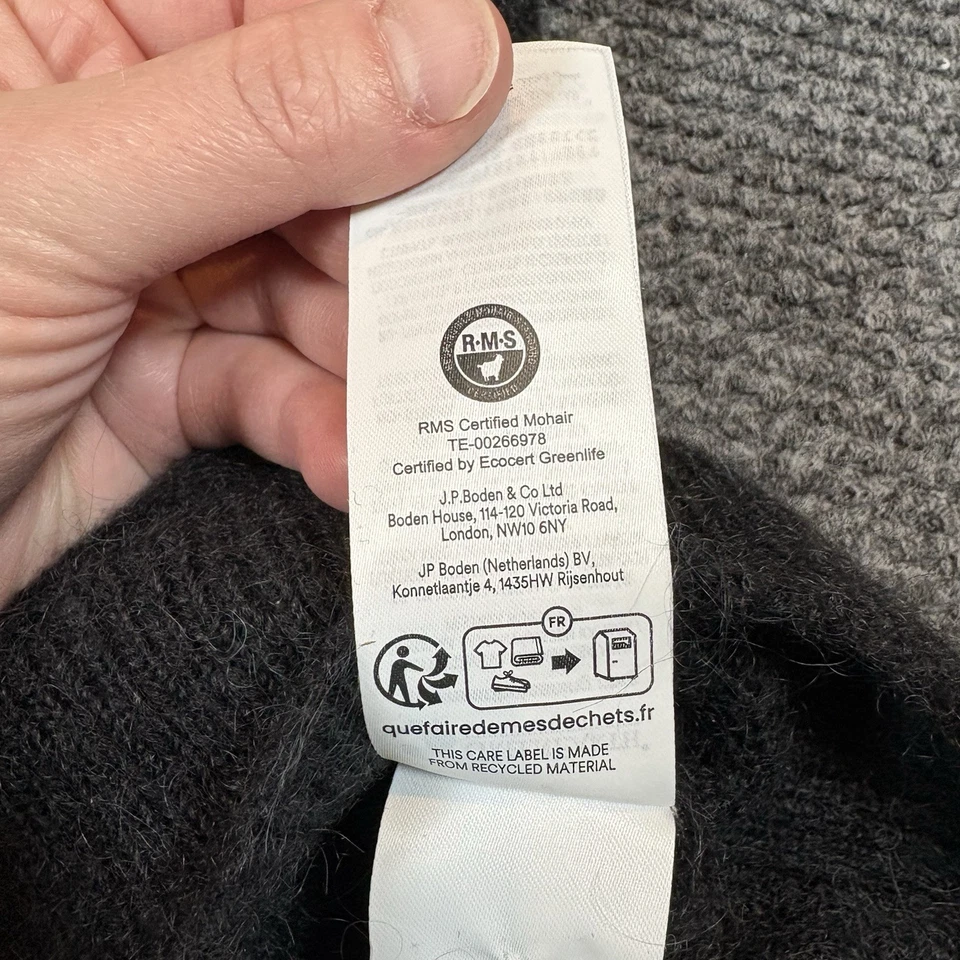 R·M·S
CERTIFIED
RMS Certified Mohair
TE-00266978
Certified by Ecocert Greenlife
J.P.Boden & Co Ltd
Boden House, 114-120 Victoria Road,
London, NW10 6NY
JP Boden (Netherlands) BV,
Konnetlaantje 4, 1435HW Rijsenhout
FR
quefairedemesdechets.fr
THIS CARE LABEL IS MADE
FROM RECYCLED MATERIAL